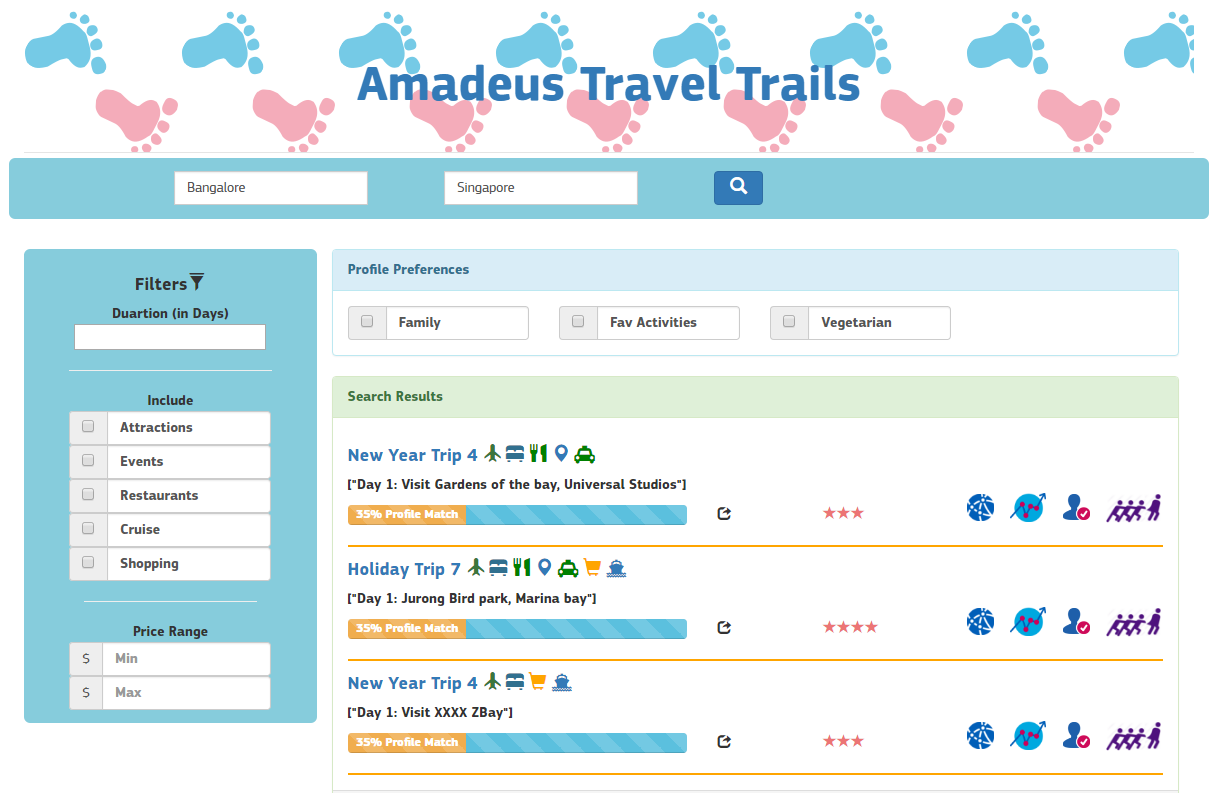 Amadeus Travel Trails
Bangalore
Singapore
Filters
Duartion (in Days)
Include
Attractions
Events
Restaurants
Cruise
Shopping
Price Range
$ Min
$ Max
Profile Preferences
Family
Fav Activities
Vegetarian
Search Results
New Year Trip 4
["Day 1: Visit Gardens of the bay, Universal Studios"]
35% Profile Match
Holiday Trip 7
["Day 1: Jurong Bird park, Marina bay"]
35% Profile Match
New Year Trip 4
["Day 1: Visit XXXX ZBay"]
35% Profile Match